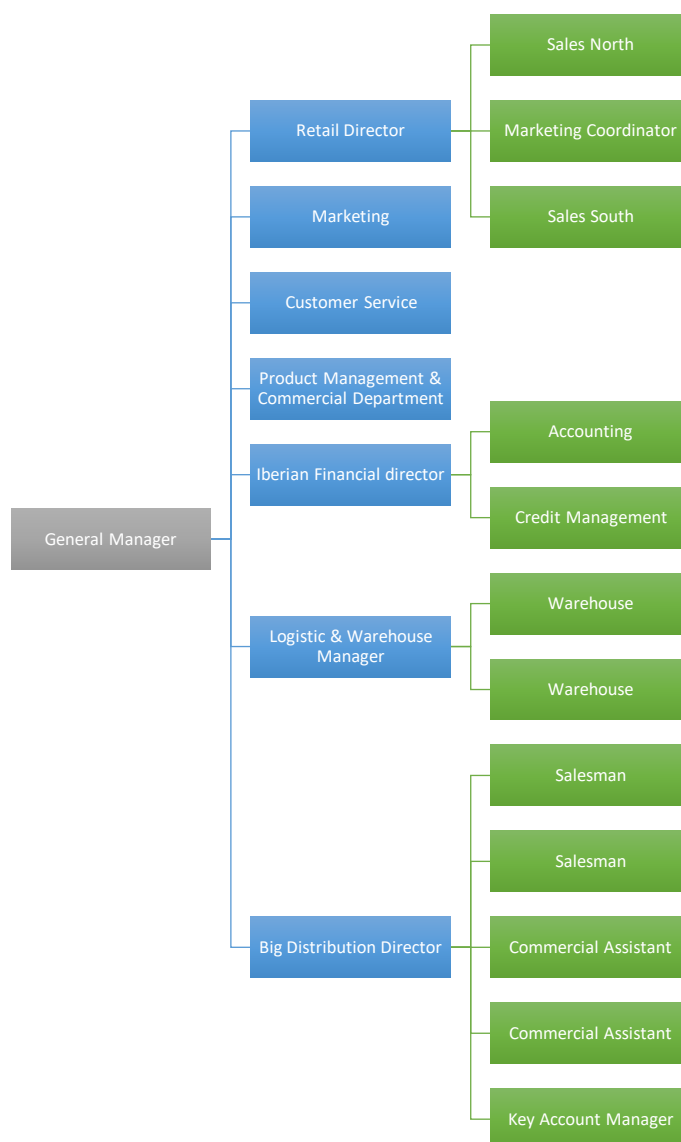 Sales North
Retail Director
Marketing Coordinator
Marketing
Sales South
Customer Service
Product Management &
Commercial Department
Accounting
Iberian Financial director
Credit Management
General Manager
Warehouse
Logistic & Warehouse
Manager
Warehouse
Salesman
Salesman
Big Distribution Director
Commercial Assistant
Commercial Assistant
Key Account Manager